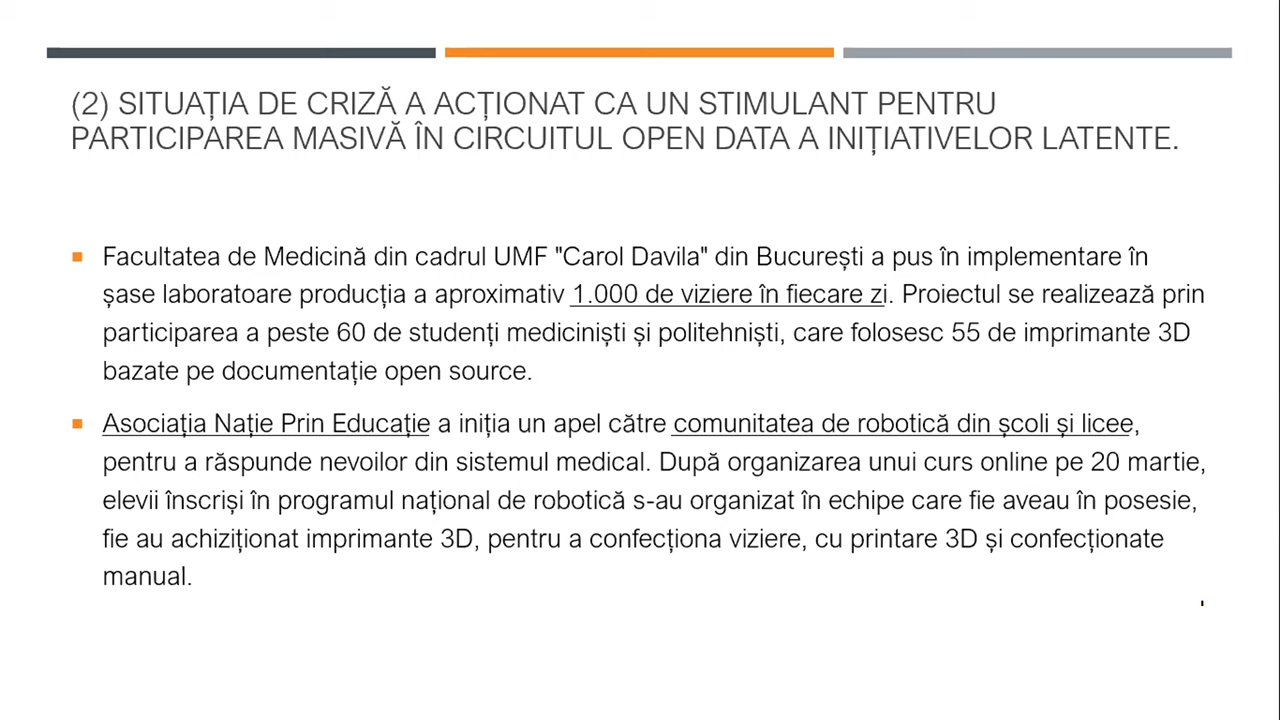 (2) SITUAȚIA DE CRIZĂ A ACȚIONAT CA UN STIMULANT PENTRU
PARTICIPAREA MASIVĂ ÎN CIRCUITUL OPEN DATA A INIȚIATIVELOR LATENTE.
Facultatea de Medicină din cadrul UMF "Carol Davila" din București a pus în implementare în
șase laboratoare producția a aproximativ 1.000 de viziere în fiecare zi. Proiectul se realizează prin
participarea a peste 60 de studenți mediciniști și politehniști, care folosesc 55 de imprimante 3D
bazate pe documentație open source.
Asociația Nație Prin Educație a iniția un apel către comunitatea de robotică din școli și licee,
pentru a răspunde nevoilor din sistemul medical. După organizarea unui curs online pe 20 martie,
elevii înscriși în programul național de robotică s-au organizat în echipe care fie aveau în posesie,
fie au achiziționat imprimante 3D, pentru a confecționa viziere, cu printare 3D și confecționate
manual.